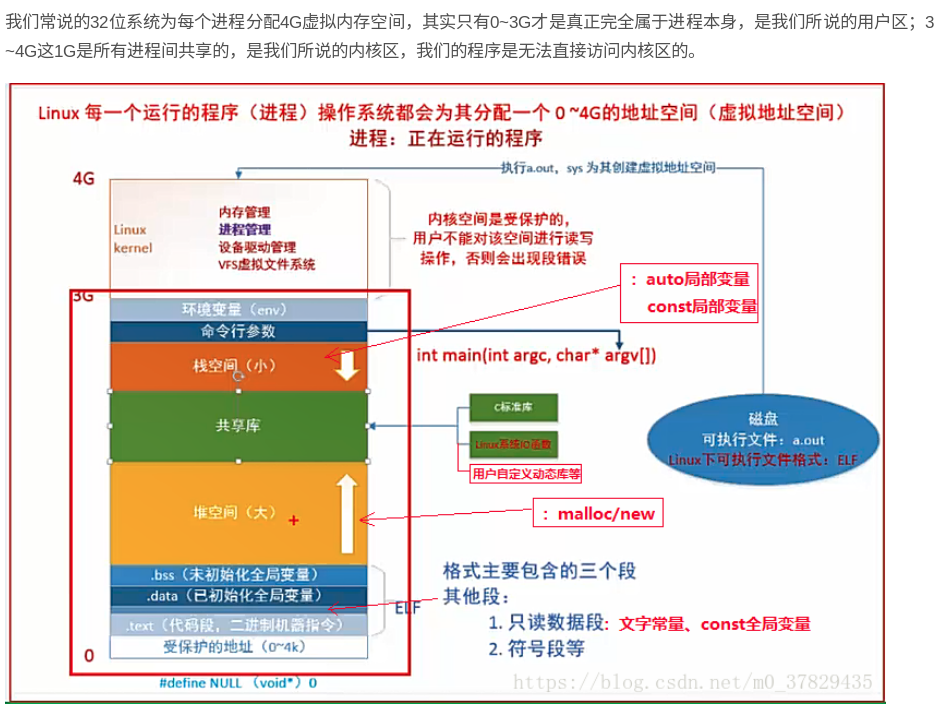 我们常说的32位系统为每个进程分配4G虚拟内存空间，其实只有0~3G才是真正完全属于进程本身，是我们所说的用户区；3
~4G这1G是所有进程间共享的，是我们所说的内核区，我们的程序是无法直接访问内核区的。
Linux 每一个运行的程序（进程）操作系统都会为其分配一个 0 ~4G的地址空间（虚拟地址空间）
进程：正在运行的程序
执行a.out，sys 为其创建虚拟地址空间
4G
Linux
kernel
内存管理
进程管理
设备驱动管理
VFS虚拟文件系统
内核空间是受保护的，
用户不能对该空间进行读写
操作，否则会出现段错误
3G
：auto局部变量
const局部变量
环境变量（env）
命令行参数
int main(int argc, char* argv[])
栈空间（小）
共享库
C标准库
Linux系统IO函数
用户自定义动态库等
磁盘
可执行文件：a.out
Linux下可执行文件格式：ELF
堆空间（大）
+
：malloc/new
.bss（未初始化全局变量）
.data（已初始化全局变量）
.text（代码段，二进制机器指令）
受保护的地址（0~4k）
ELF
格式主要包含的三个段
其他段：
1. 只读数据段：文字常量、const全局变量
2. 符号段等
0
#define NULL （void*）0
https://blog.csdn.net/m0_37829435